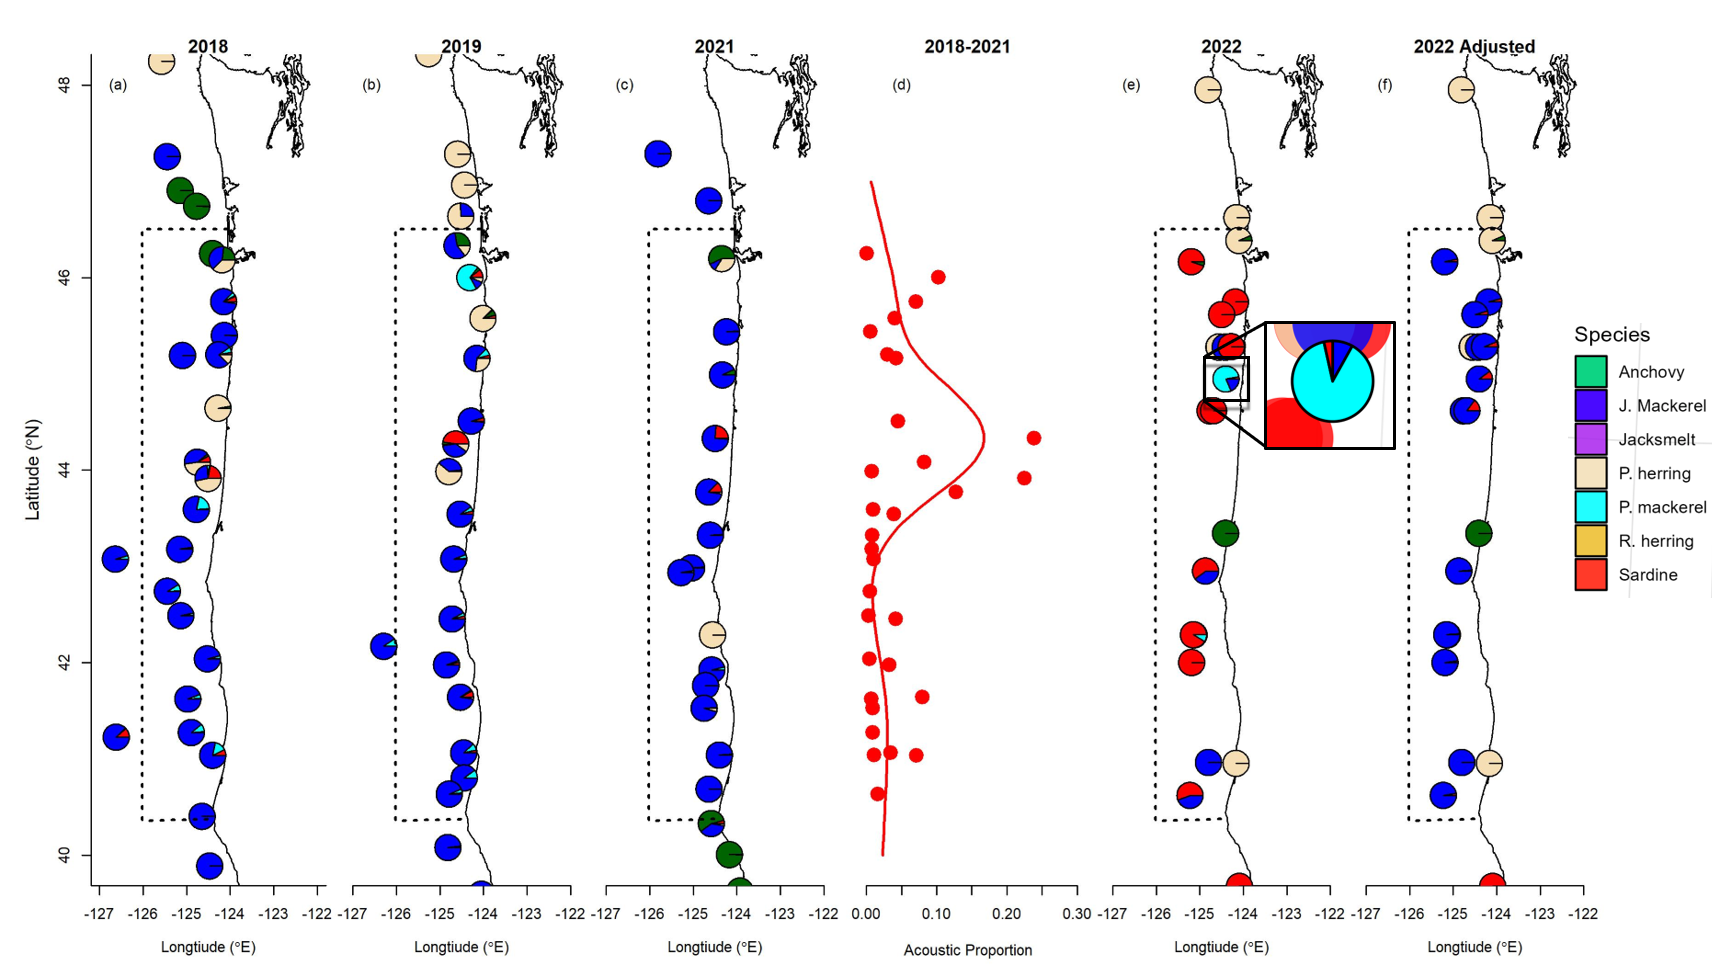 2018
2019
2021
2018-2021
2022
2022 Adjusted
(a)
(b)
(c)
(d)
(e)
(f)
48
46
44
42
40
Latitude (°N)
Species
Anchovy
J. Mackerel
Jacksmelt
P. herring
P. mackerel
R. herring
Sardine
-127 -126 -125 -124 -123 -122
-127 -126 -125 -124 -123 -122
-127 -126 -125 -124 -123 -122
0.00 0.10 0.20 0.30
-127 -126 -125 -124 -123 -122
-127 -126 -125 -124 -123 -122
Longtiude (°E)
Longtiude (°E)
Longtiude (°E)
Acoustic Proportion
Longtiude (°E)
Longtiude (°E)